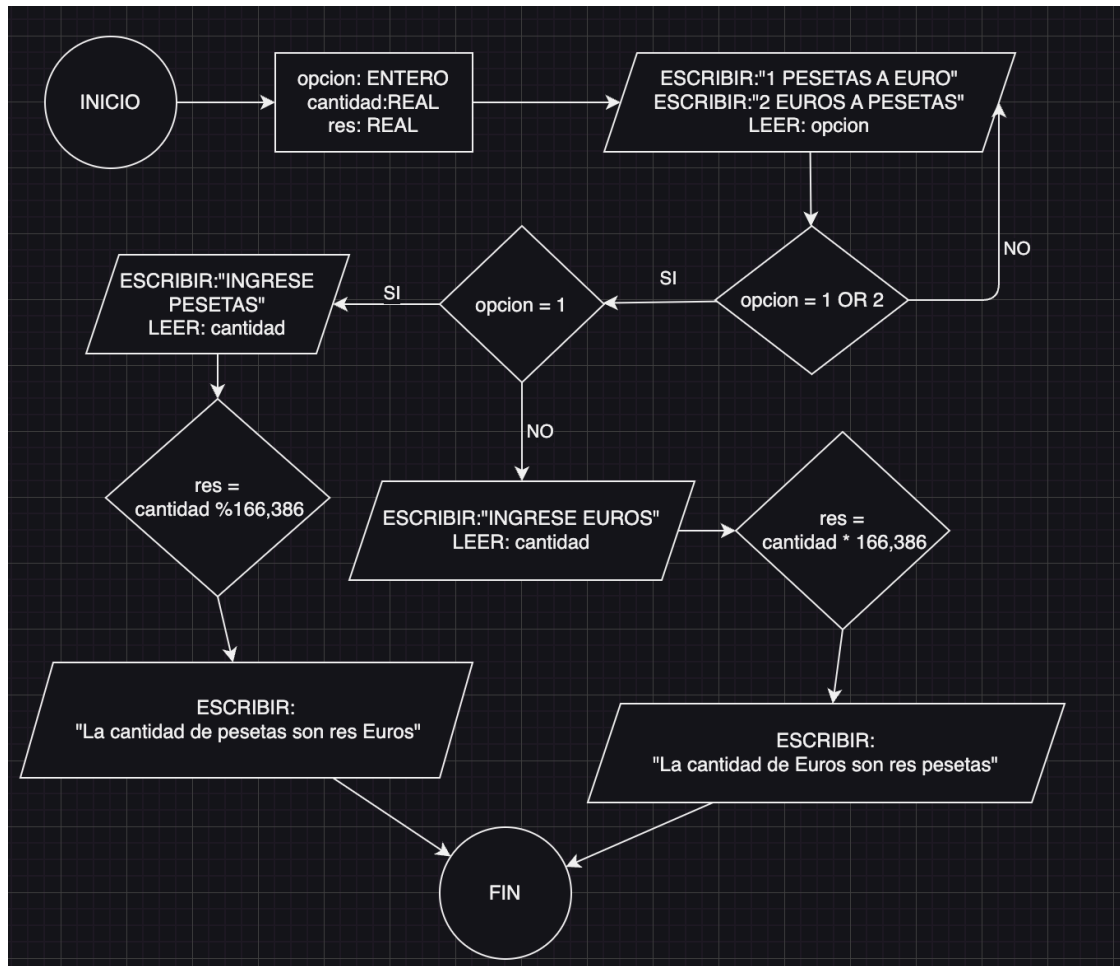 INICIO
opcion: ENTERO
cantidad:REAL
res: REAL
ESCRIBIR:"1 PESETAS A EURO"
ESCRIBIR:"2 EUROS A PESETAS"
LEER: opcion
opcion = 1 OR 2
NO
SI
opcion = 1
SI
ESCRIBIR:"INGRESE
PESETAS"
LEER: cantidad
res =
cantidad %166,386
ESCRIBIR:
"La cantidad de pesetas son res Euros"
NO
ESCRIBIR:"INGRESE EUROS"
LEER: cantidad
res =
cantidad * 166,386
ESCRIBIR:
"La cantidad de Euros son res pesetas"
FIN